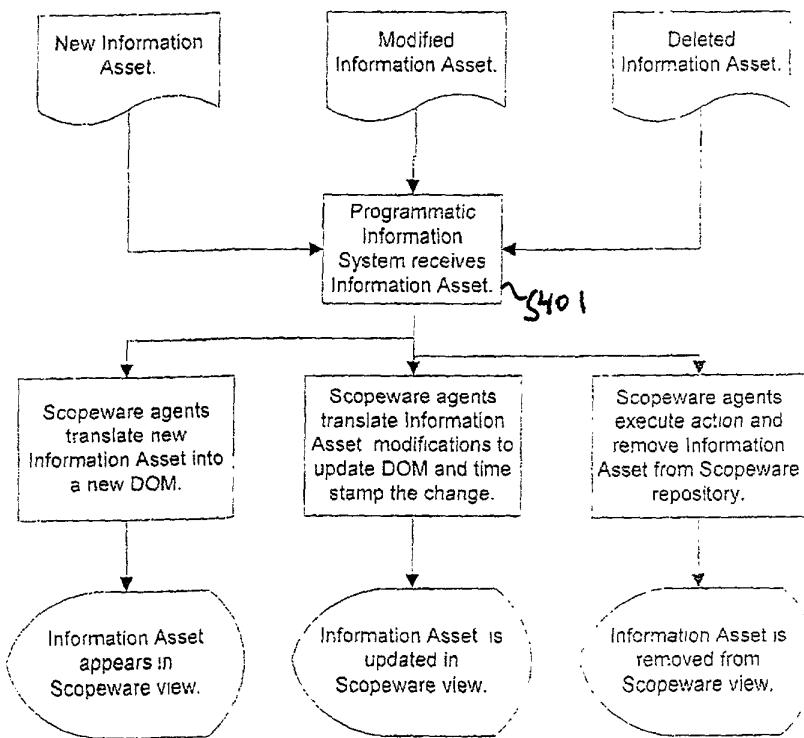 New Information
Asset.
Modified
Information Asset.
Deleted
Information Asset.
Programmatic
Information
System receives
Information Asset.
S401
Scopeware agents
translate new
Information Asset into
a new DOM.
Scopeware agents
translate Information
Asset modifications to
update DOM and time
stamp the change.
Scopeware agents
execute action and
remove Information
Asset from Scopeware
repository.
Information Asset
appears in
Scopeware view.
Information Asset is
updated in
Scopeware view.
Information Asset is
removed from
Scopeware view.